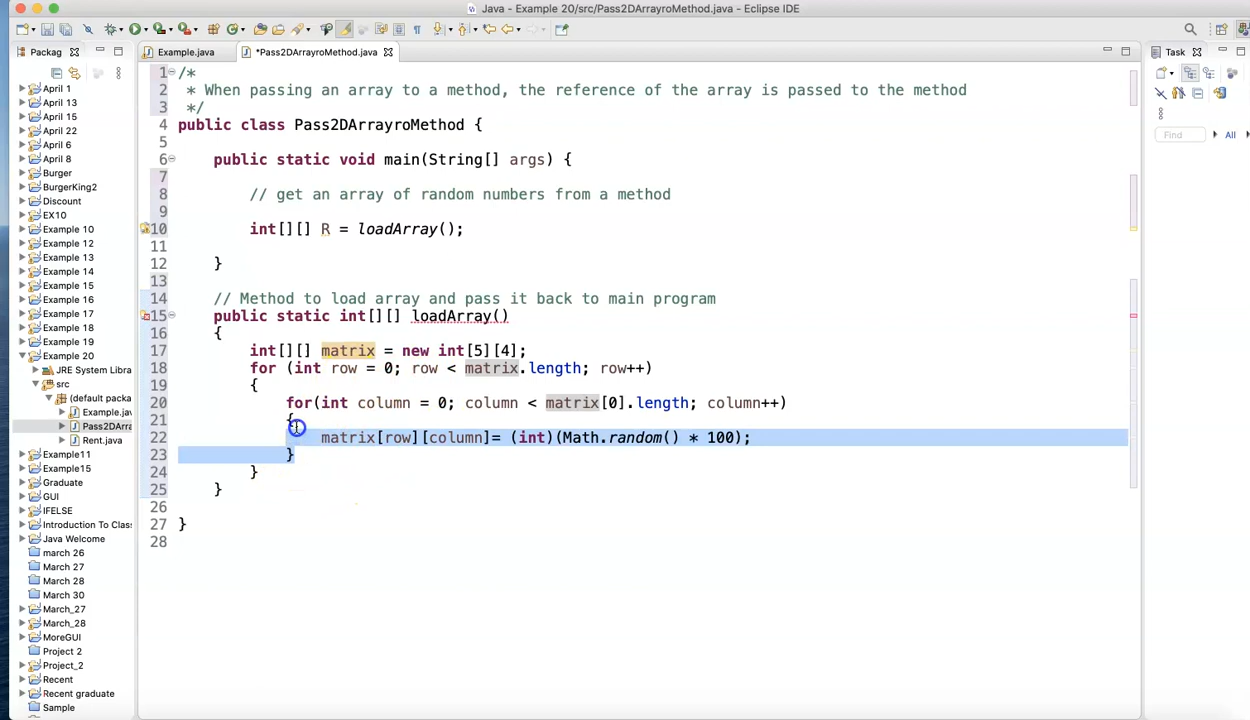 Java - Example 20/src/Pass2DArrayroMethod.java - Eclipse IDE
Packag
Example.java
*Pass2DArrayroMethod.java
Task
Find
All
April 1
April 13
April 15
April 22
April 6
April 8
Burger
BurgerKing2
Discount
EX10
Example 10
Example 12
Example 13
Example 14
Example 15
Example 16
Example 17
Example 18
Example 19
Example 20
JRE System Libra
src
(default packa
Example.jav
Pass2DArra
Rent.java
Example11
Example15
Graduate
GUI
IFELSE
Introduction To Clas
Java Welcome
march 26
March 27
March 28
March 30
March_27
March_28
MoreGUI
Project 2
Project_2
Recent
Recent graduate
Sample
1 /*
2 * When passing an array to a method, the reference of the array is passed to the method
3 */
4 public class Pass2DArrayroMethod {
5
6 public static void main(String[] args) {
7
8 // get an array of random numbers from a method
9
10 int[][] R = loadArray();
11
12 }
13
14 // Method to load array and pass it back to main program
15 public static int[][] loadArray()
16 {
17 int[][] matrix = new int[5][4];
18 for (int row = 0; row < matrix.length; row++)
19 {
20 for(int column = 0; column < matrix[0].length; column++)
21 {
22 matrix[row][column]= (int)(Math.random() * 100);
23 }
24 }
25 }
26
27 }
28